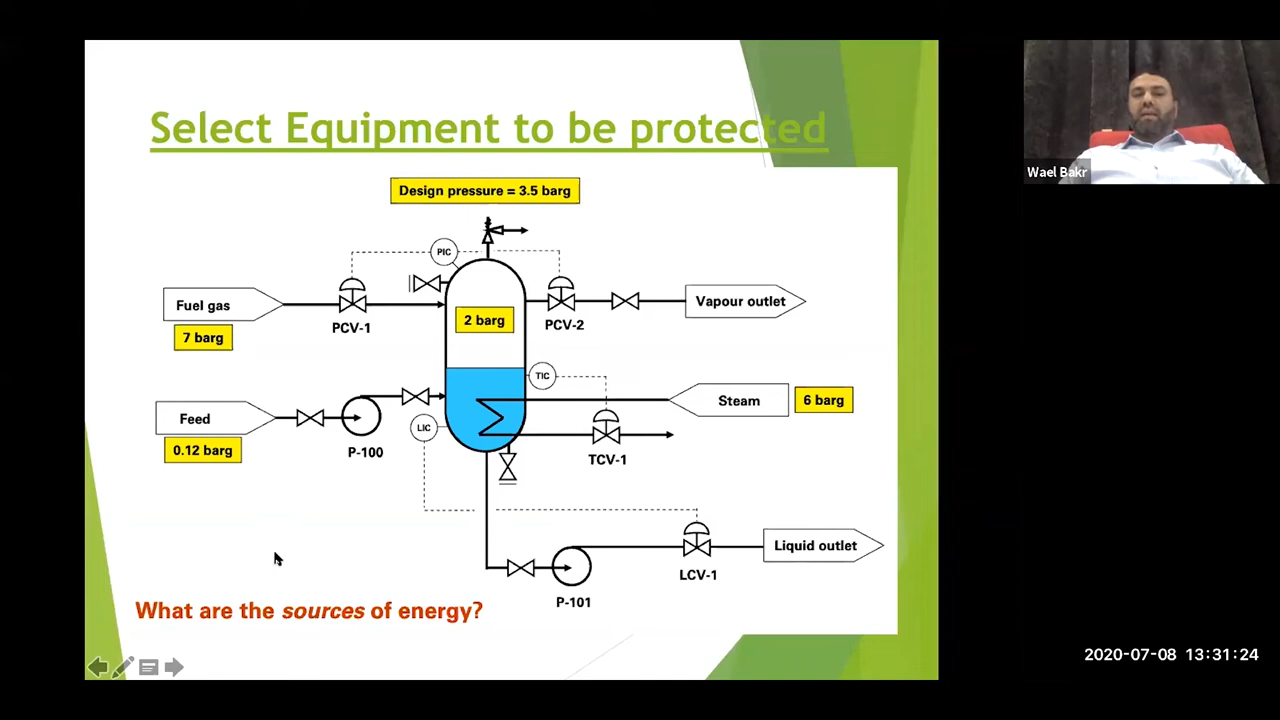 Select Equipment to be protected
Wael Bakr
Design pressure = 3.5 barg
PIC
Fuel gas
7 barg
PCV-1
2 barg
PCV-2
Vapour outlet
TIC
Steam
6 barg
Feed
0.12 barg
P-100
LIC
TCV-1
Liquid outlet
LCV-1
P-101
What are the sources of energy?
2020-07-08 13:31:24